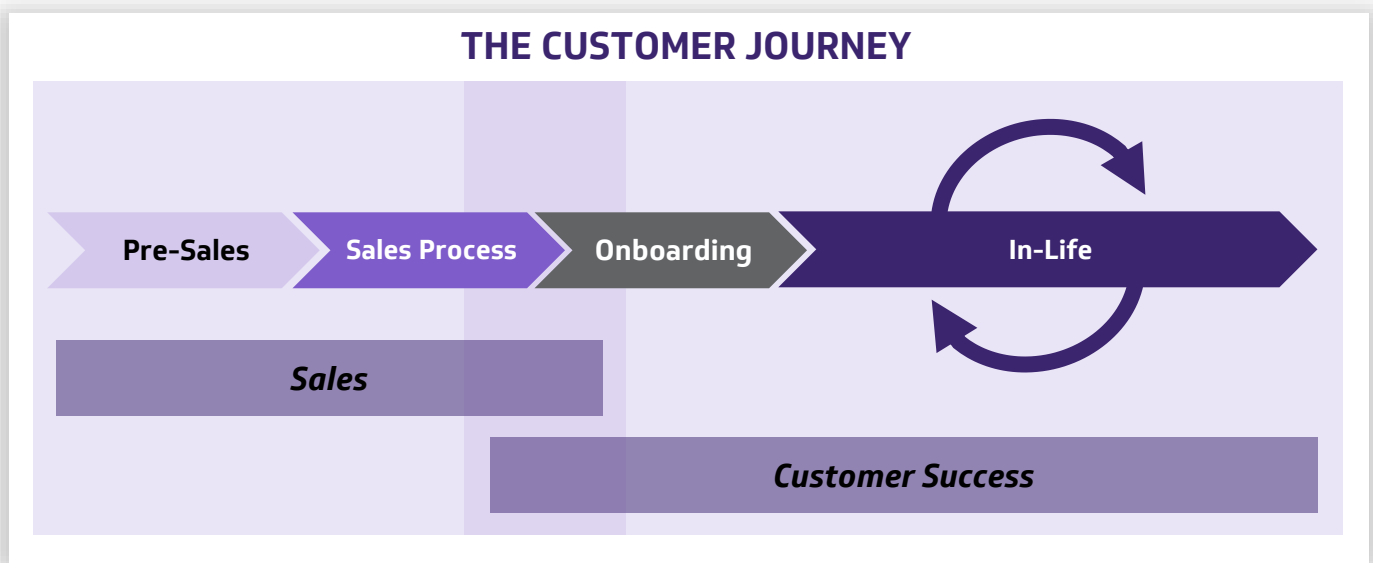 THE CUSTOMER JOURNEY
Pre-Sales
Sales Process
Onboarding
In-Life
Sales
Customer Success